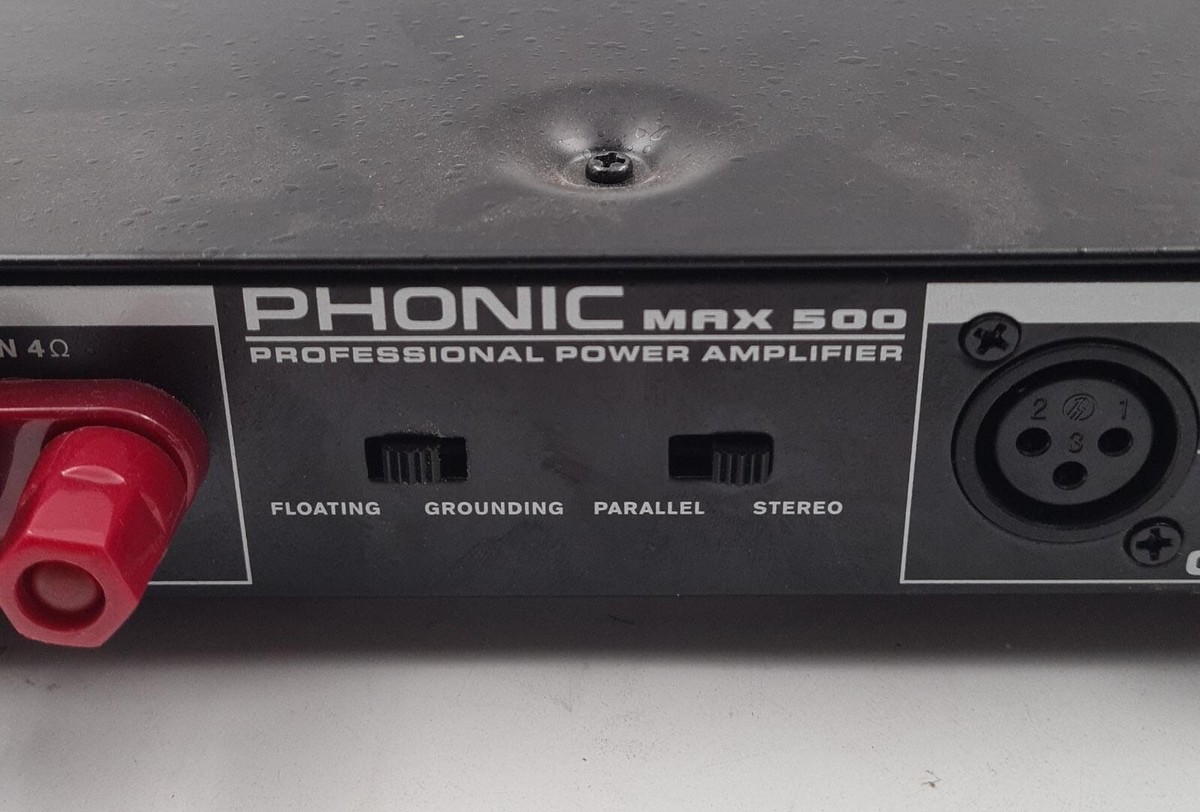 PHONIC MAX 500
PROFESSIONAL POWER AMPLIFIER
N 4Ω
2 1
3
FLOATING GROUNDING PARALLEL STEREO